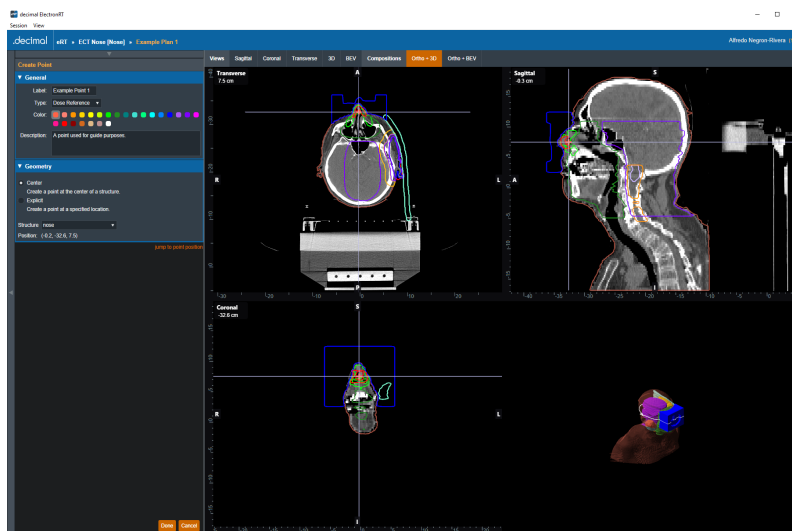 decimal ElectronRT
Session View
.decimal eRT » ECT Nose [Nose] » Example Plan 1
Alfredo Negron-Rivera
Views Sagittal Coronal Transverse 3D BEV Compositions Ortho + 3D Ortho + BEV
Create Point
General
Label: Example Point 1
Type: Dose Reference
Color:
Description: A point used for guide purposes.
Geometry
Center
Create a point at the center of a structure.
Explicit
Create a point at a specified location.
Structure nose
Position: (-0.2, -32.6, 7.5)
jump to point position
Done Cancel
Transverse
7.5 cm
A
R
L
P
Sagittal
-0.3 cm
S
A
I
Coronal
-32.6 cm
S
R
L
I